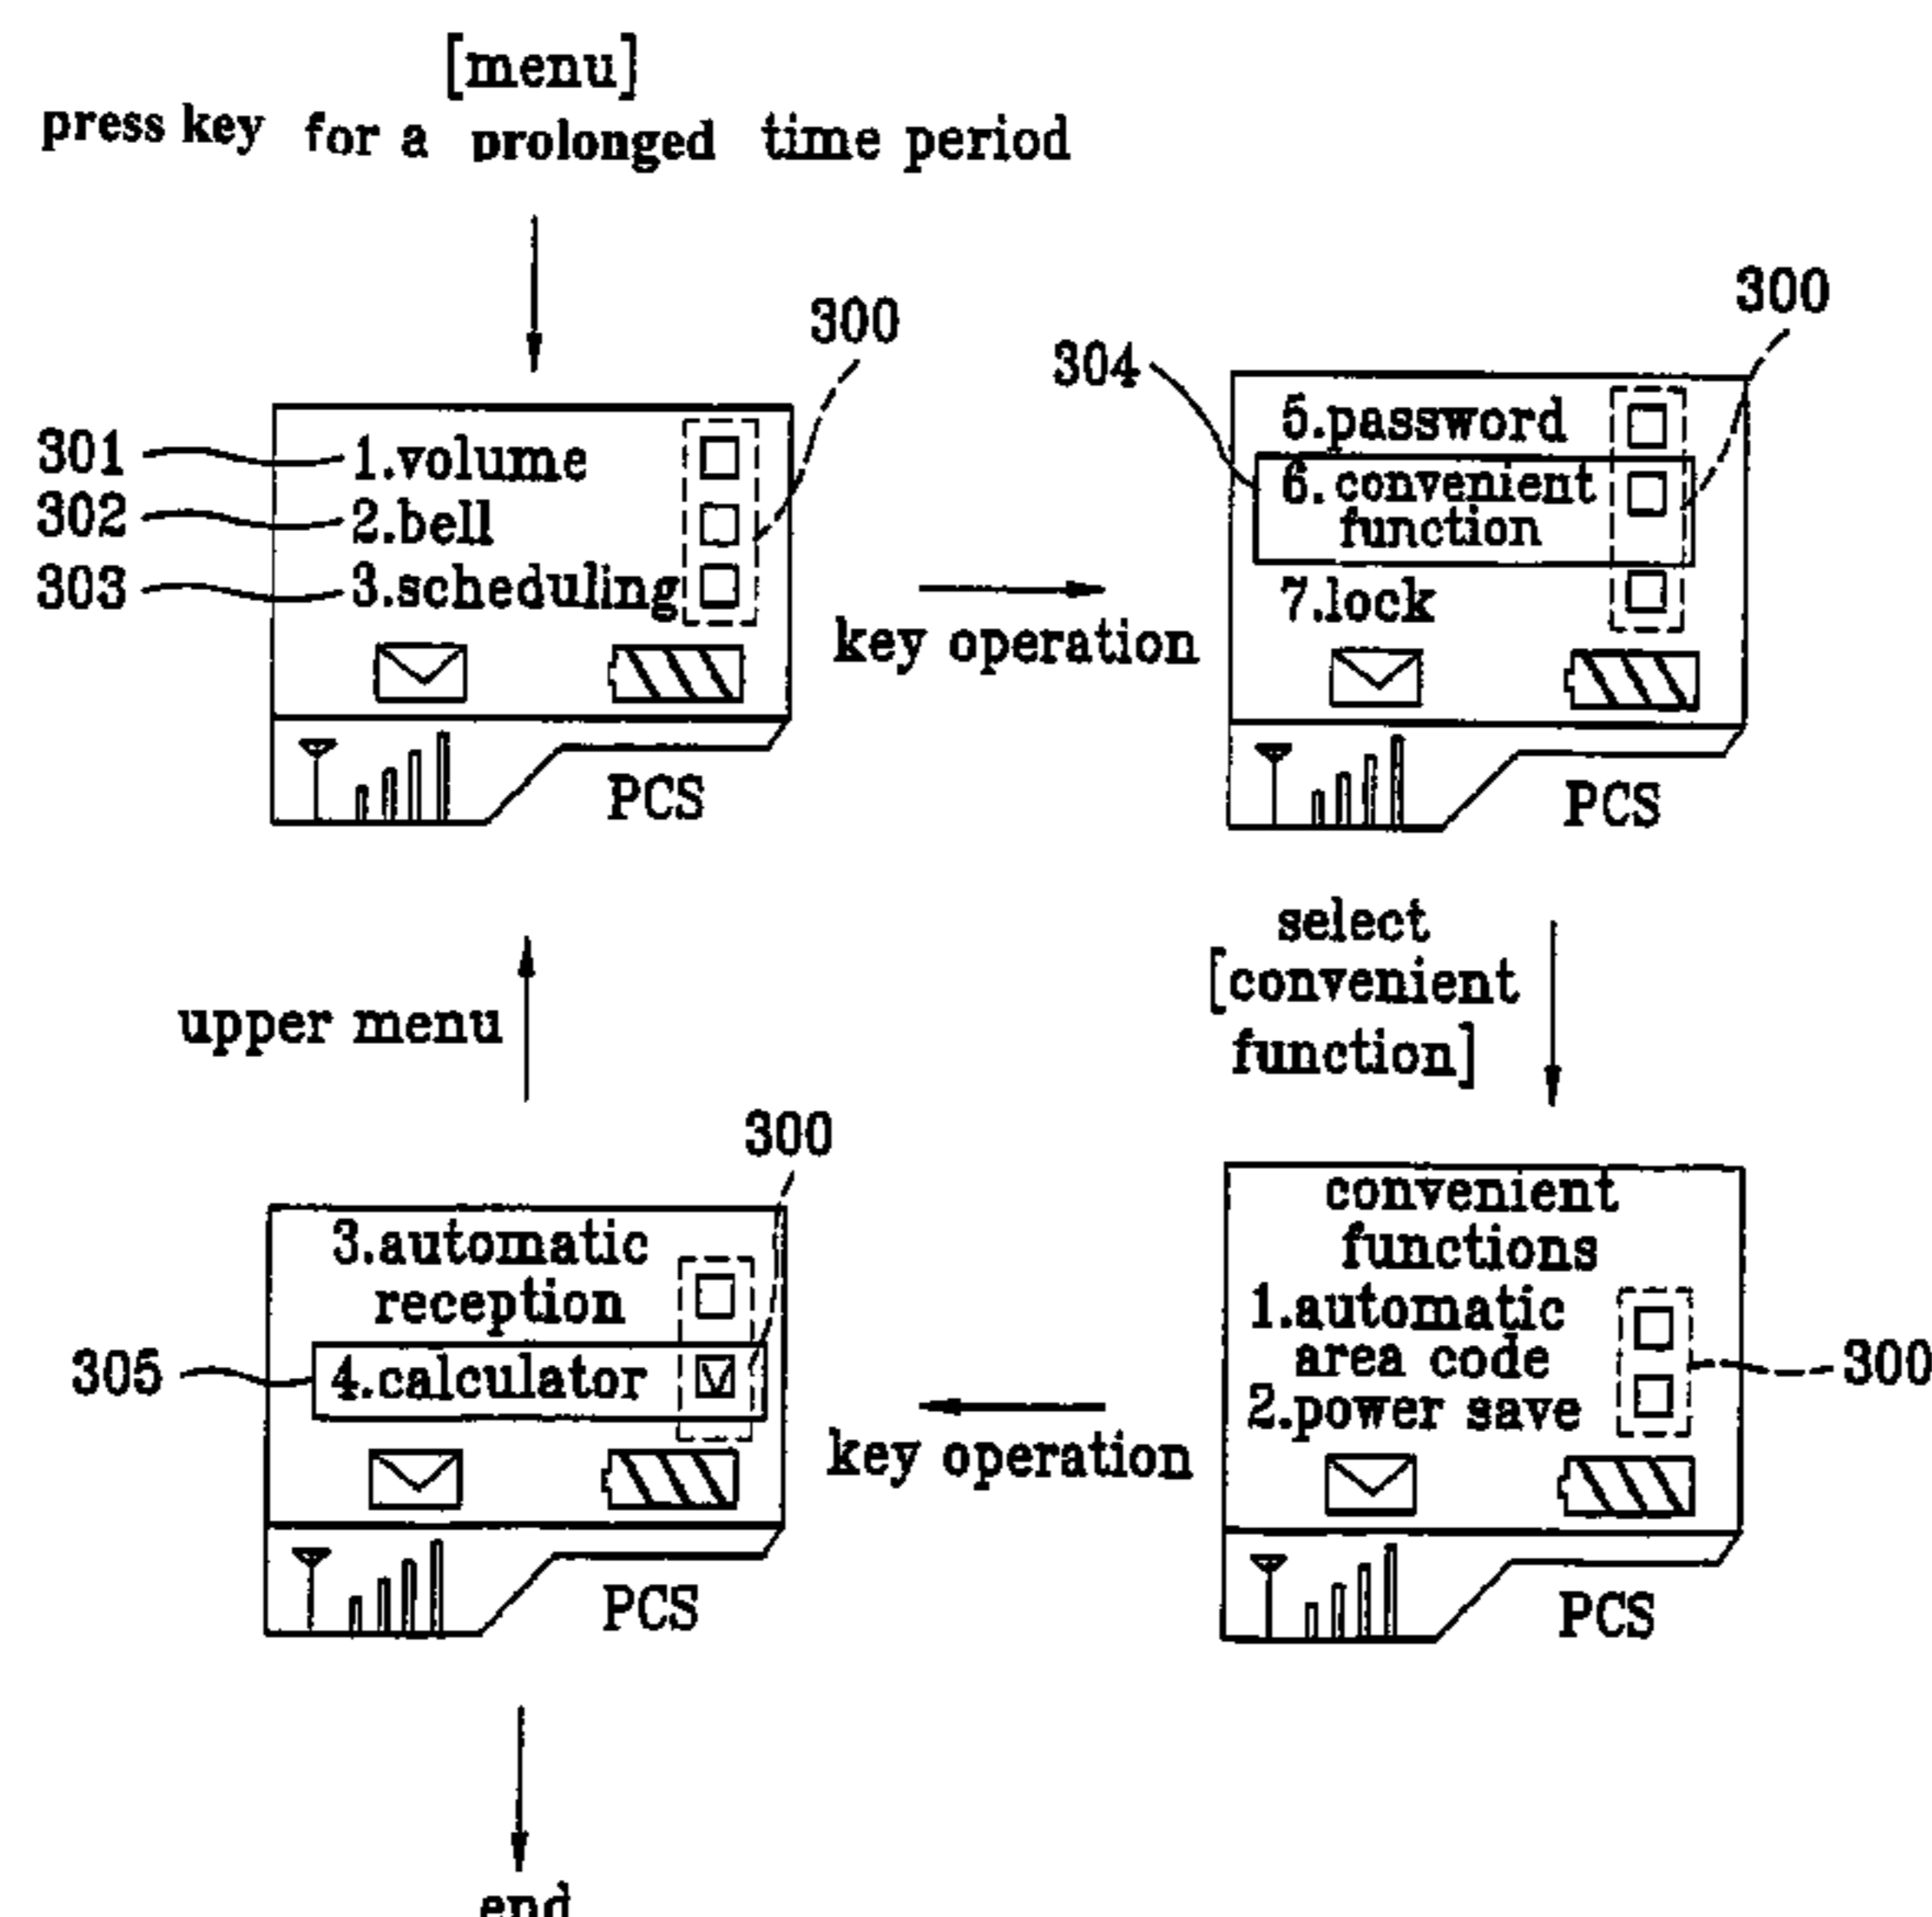 [menu]
press key for a prolonged time period
300
301
1.volume
302
2.bell
303
3.scheduling
PCS
key operation
300
304
5.password
6. convenient
function
7.lock
PCS
select
[convenient
function]
convenient
functions
1.automatic
area code
2.power save
300
PCS
key operation
300
3.automatic
reception
305
4.calculator
PCS
upper menu
end